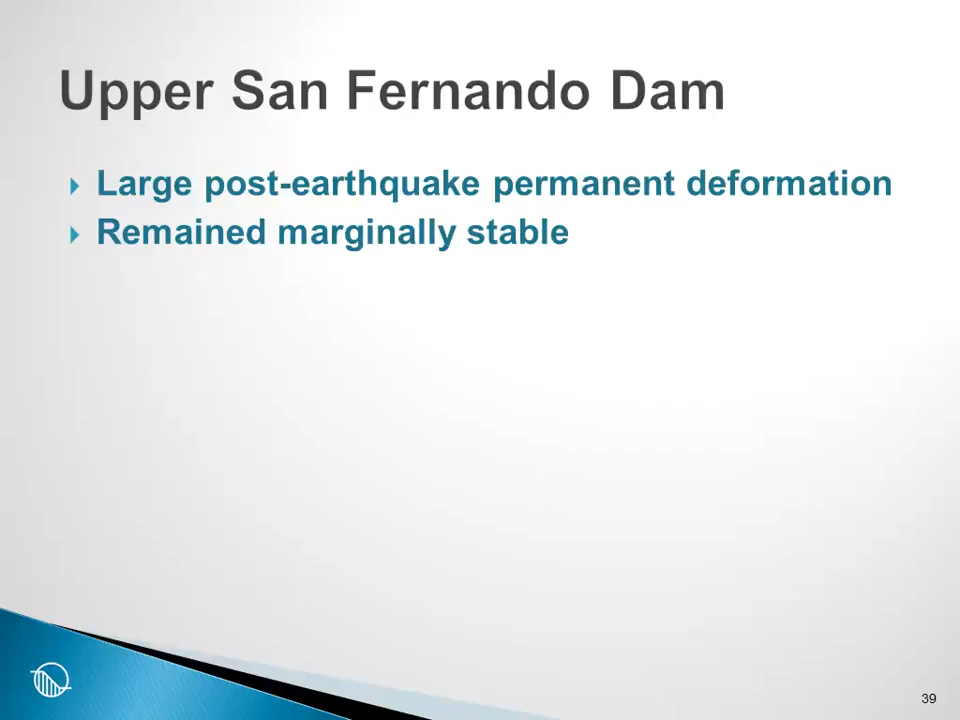 Upper San Fernando Dam
Large post-earthquake permanent deformation
Remained marginally stable
39